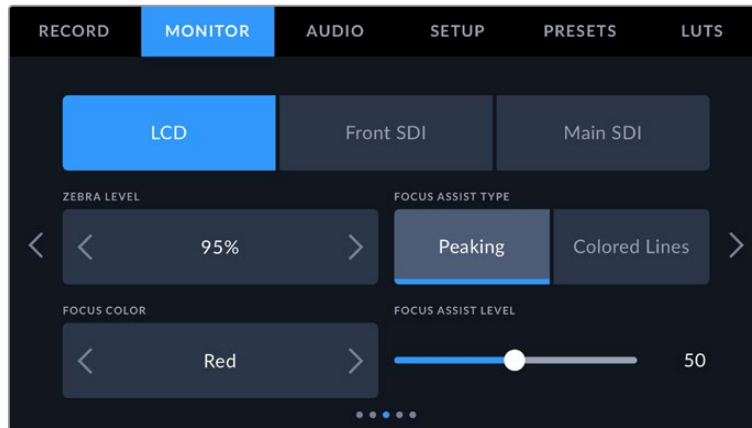 RECORD MONITOR AUDIO SETUP PRESETS LUTS
LCD Front SDI Main SDI
ZEBRA LEVEL FOCUS ASSIST TYPE
95% Peaking Colored Lines
FOCUS COLOR FOCUS ASSIST LEVEL
Red 50